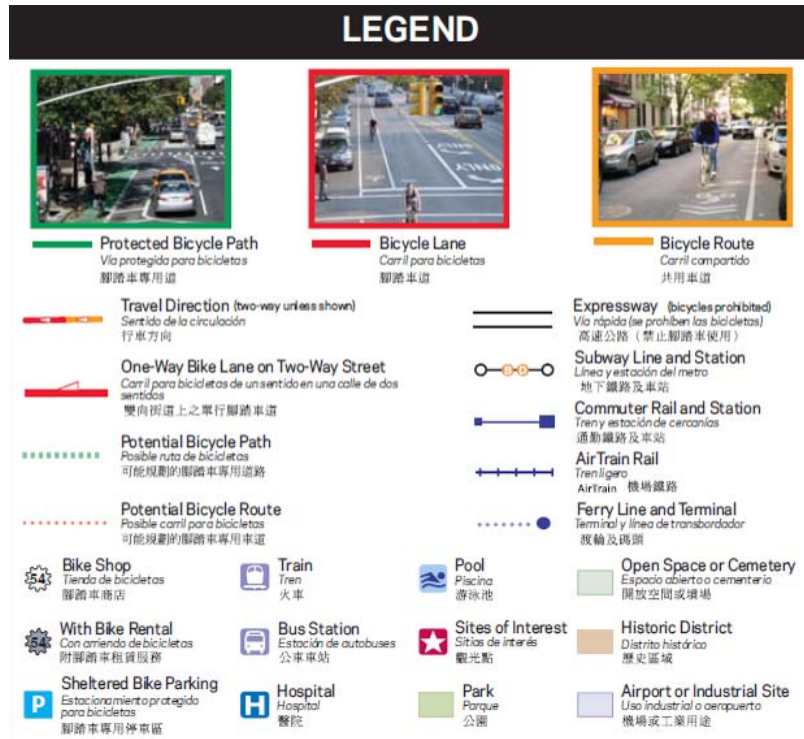 LEGEND
Protected Bicycle Path
Vía protegida para bicicletas
腳踏車專用道
Bicycle Lane
Carril para bicicletas
腳踏車道
Bicycle Route
Carril compartido
共用車道
Travel Direction (two-way unless shown)
Sentido de la circulación
行車方向
One-Way Bike Lane on Two-Way Street
Carril para bicicletas de un sentido en una calle de dos
sentidos
雙向街道上之單行腳踏車道
Potential Bicycle Path
Posible ruta de bicicletas
可能規劃的腳踏車專用道路
Potential Bicycle Route
Posible carril para bicicletas
可能規劃的腳踏車專用車道
Expressway (bicycles prohibited)
Vía rápida (se prohíben las bicicletas)
高速公路（禁止腳踏車使用）
Subway Line and Station
Línea y estación del metro
地下鐵路及車站
Commuter Rail and Station
Tren y estación de cercanías
通勤鐵路及車站
AirTrain Rail
Tren ligero
AirTrain 機場鐵路
Ferry Line and Terminal
Terminal y línea de transbordador
渡輪及碼頭
54
Bike Shop
Tienda de bicicletas
腳踏車商店
Train
Tren
火車
Pool
Piscina
游泳池
Open Space or Cemetery
Espacio abierto o cementerio
開放空間或墳場
54
With Bike Rental
Con arriendo de bicicletas
附腳踏車租賃服務
Bus Station
Estación de autobuses
公車車站
Sites of Interest
Sitias de interés
觀光點
Historic District
Distrito histórico
歷史區域
P
Sheltered Bike Parking
Estacionamiento protegido
para bicicletas
腳踏車專用停車區
H
Hospital
Hospital
醫院
Park
Parque
公園
Airport or Industrial Site
Uso industrial o aeropuerto
機場或工業用途